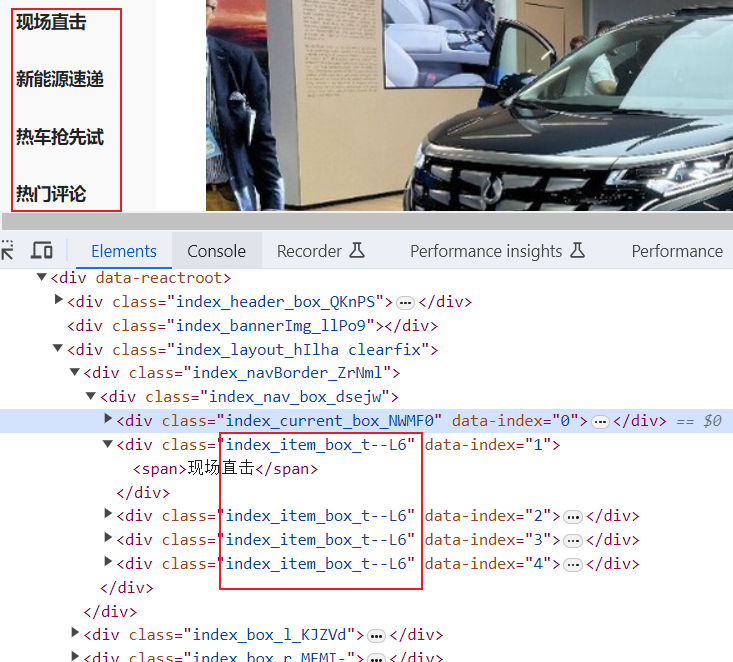 现场直击
新能源速递
热车抢先试
热门评论
Elements Console Recorder Performance insights Performance
▼<div data-reactroot>
▶<div class="index_header_box_QKnPS">…</div>
<div class="index_bannerImg_llPo9"></div>
▼<div class="index_layout_hIlha clearfix">
▼<div class="index_navBorder_ZrNml">
▼<div class="index_nav_box_dsejw">
▶<div class="index_current_box_NWMF0" data-index="0">…</div> == $0
▼<div class="index_item_box_t--L6" data-index="1">
<span>现场直击</span>
</div>
▶<div class="index_item_box_t--L6" data-index="2">…</div>
▶<div class="index_item_box_t--L6" data-index="3">…</div>
▶<div class="index_item_box_t--L6" data-index="4">…</div>
</div>
</div>
▶<div class="index_box_l_KJZVd">…</div>
▶<div class="index_box_r_MFMI-">…</div>